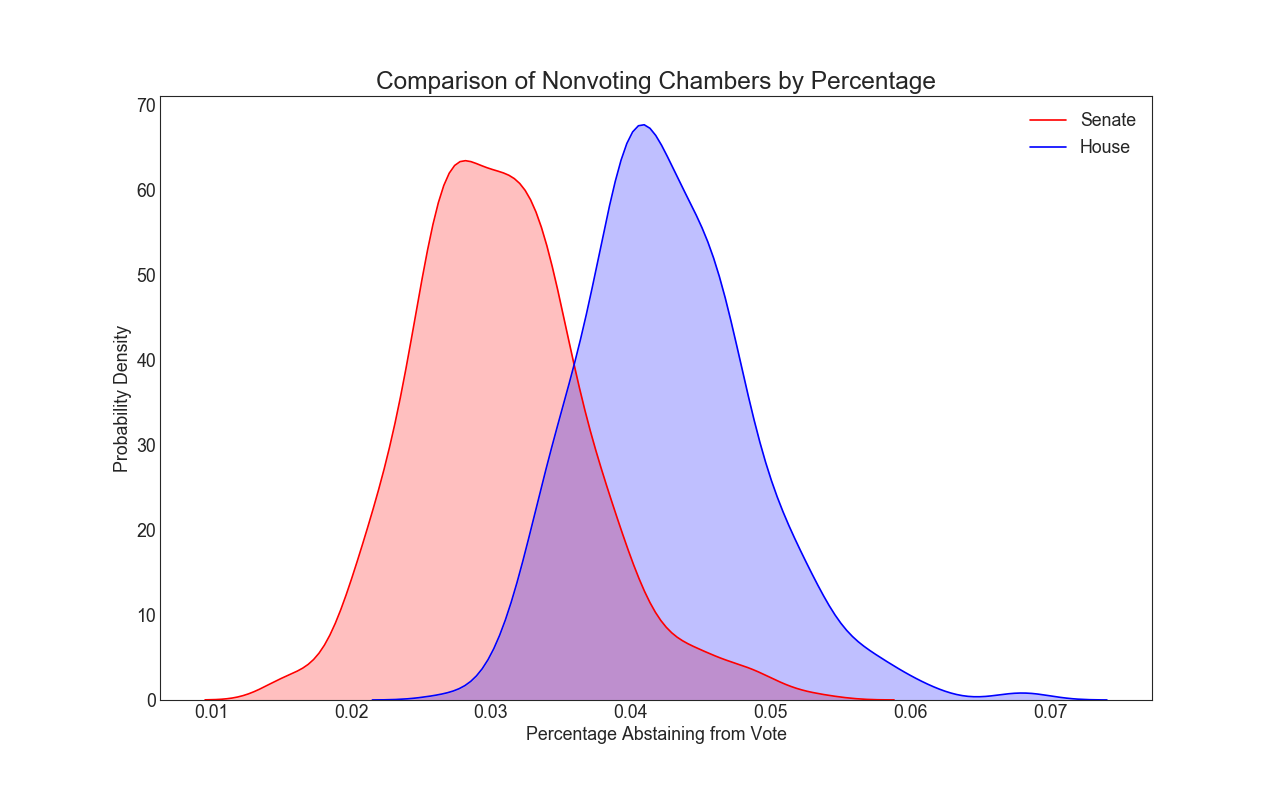 Comparison of Nonvoting Chambers by Percentage
70
60
50
40
30
20
10
0
Probability Density
Senate
House
0.01 0.02 0.03 0.04 0.05 0.06 0.07
Percentage Abstaining from Vote